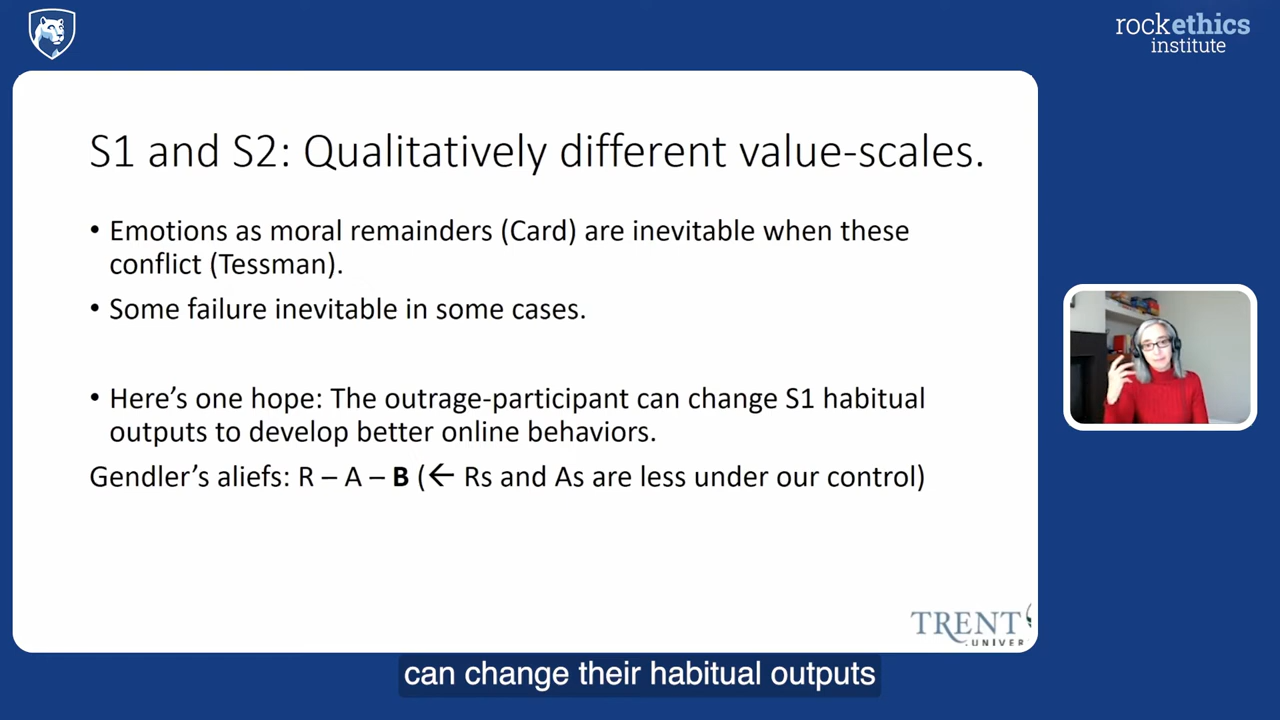 rockethics
institute
S1 and S2: Qualitatively different value-scales.
• Emotions as moral remainders (Card) are inevitable when these
conflict (Tessman).
• Some failure inevitable in some cases.
• Here’s one hope: The outrage-participant can change S1 habitual
outputs to develop better online behaviors.
Gendler’s aliefs: R – A – B (← Rs and As are less under our control)
TRENT
UNIVER
can change their habitual outputs